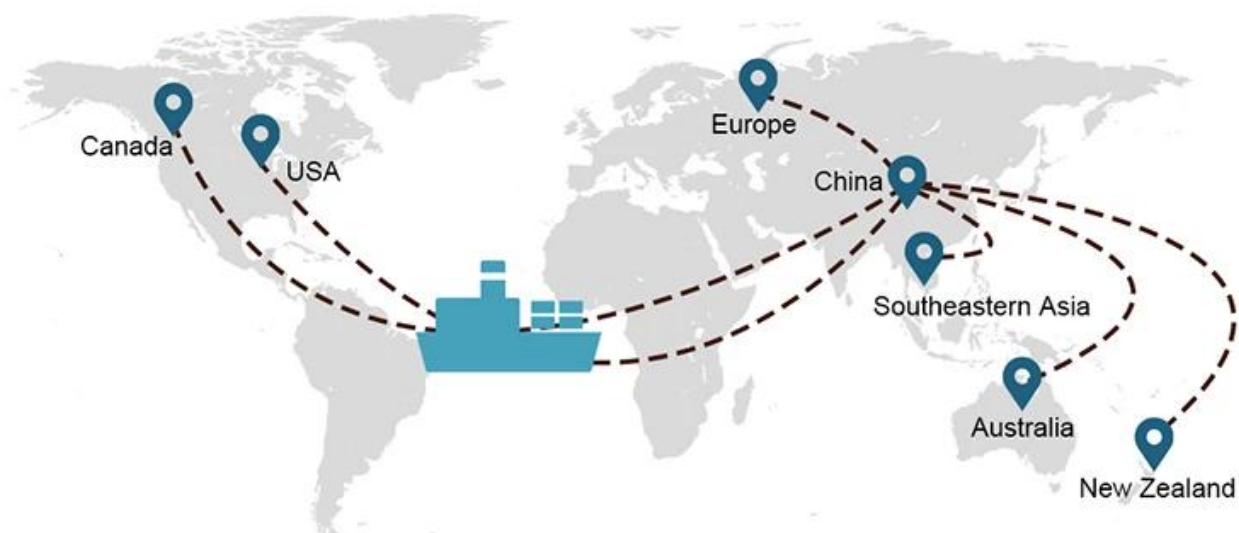 Canada
USA
Europe
China
Southeastern Asia
Australia
New Zealand